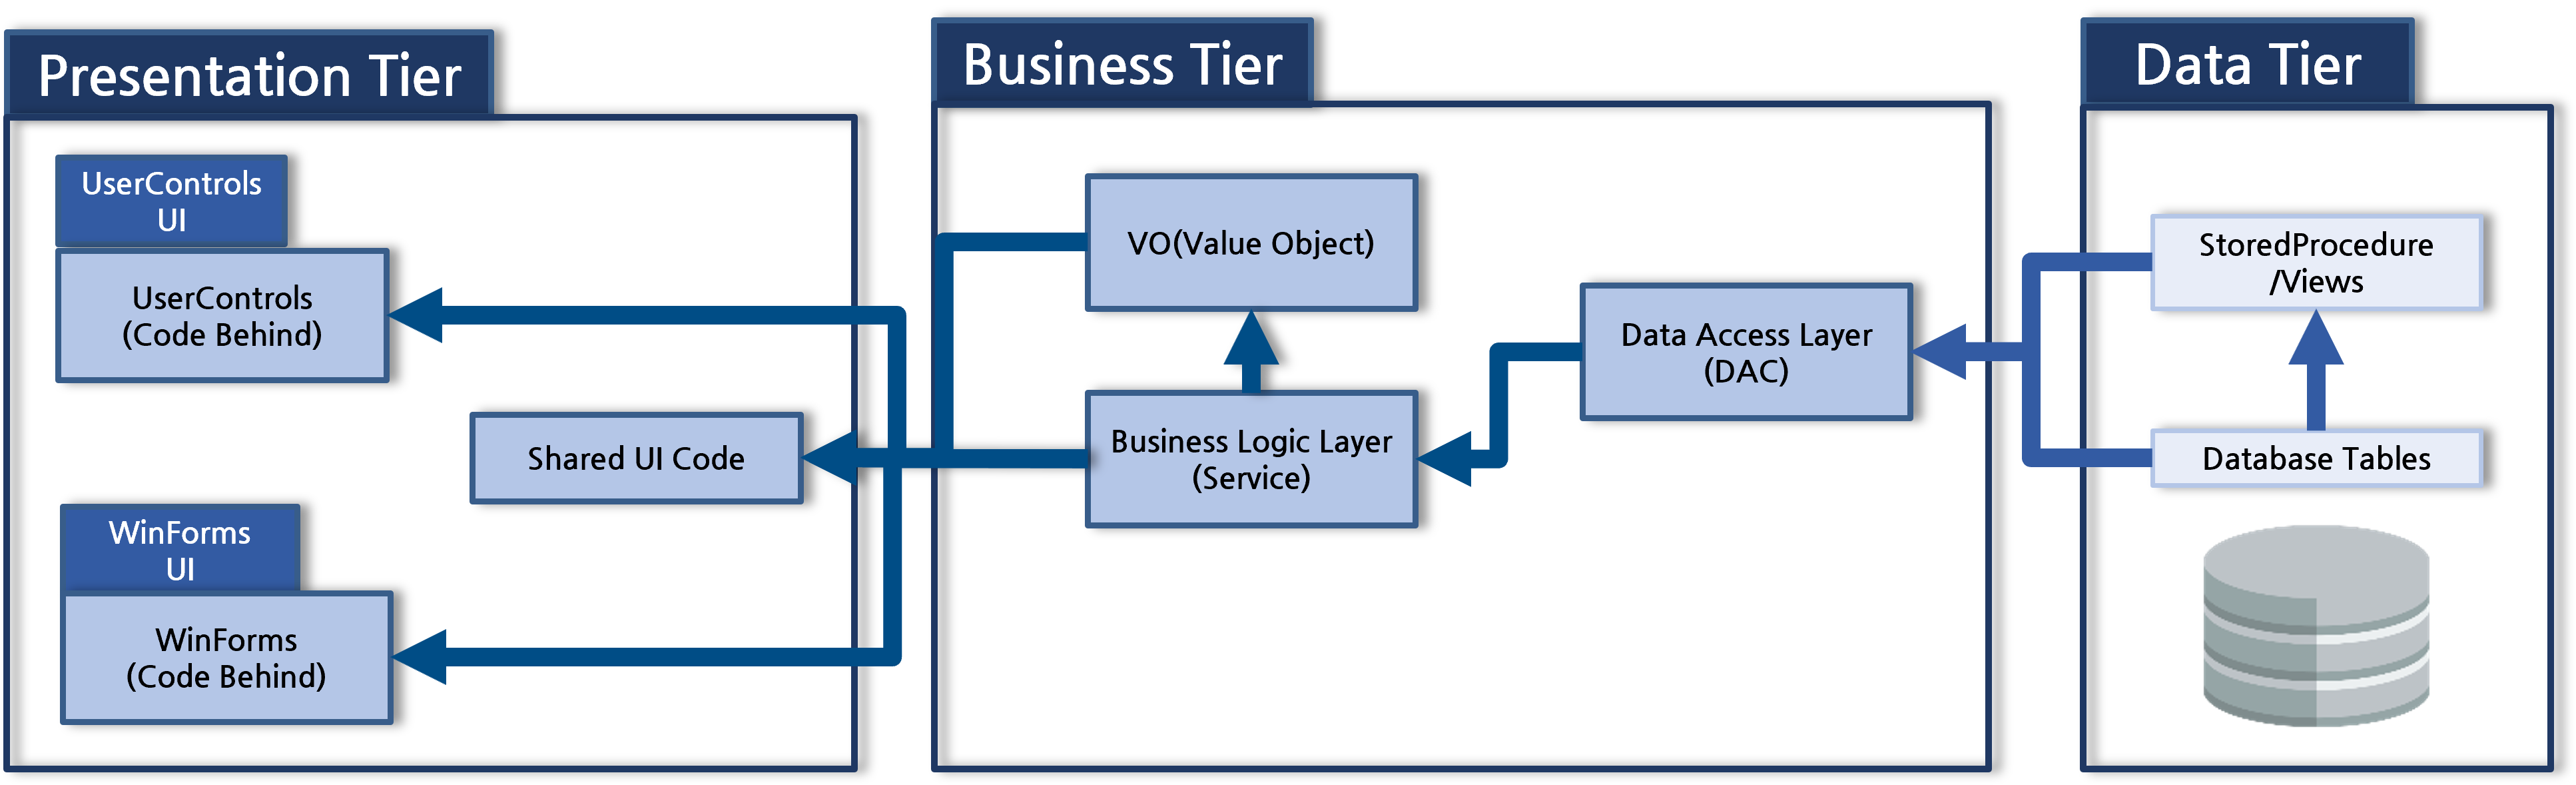 Presentation Tier
UserControls
UI
UserControls
(Code Behind)
Shared UI Code
WinForms
UI
WinForms
(Code Behind)
Business Tier
VO(Value Object)
Business Logic Layer
(Service)
Data Access Layer
(DAC)
Data Tier
StoredProcedure
/Views
Database Tables